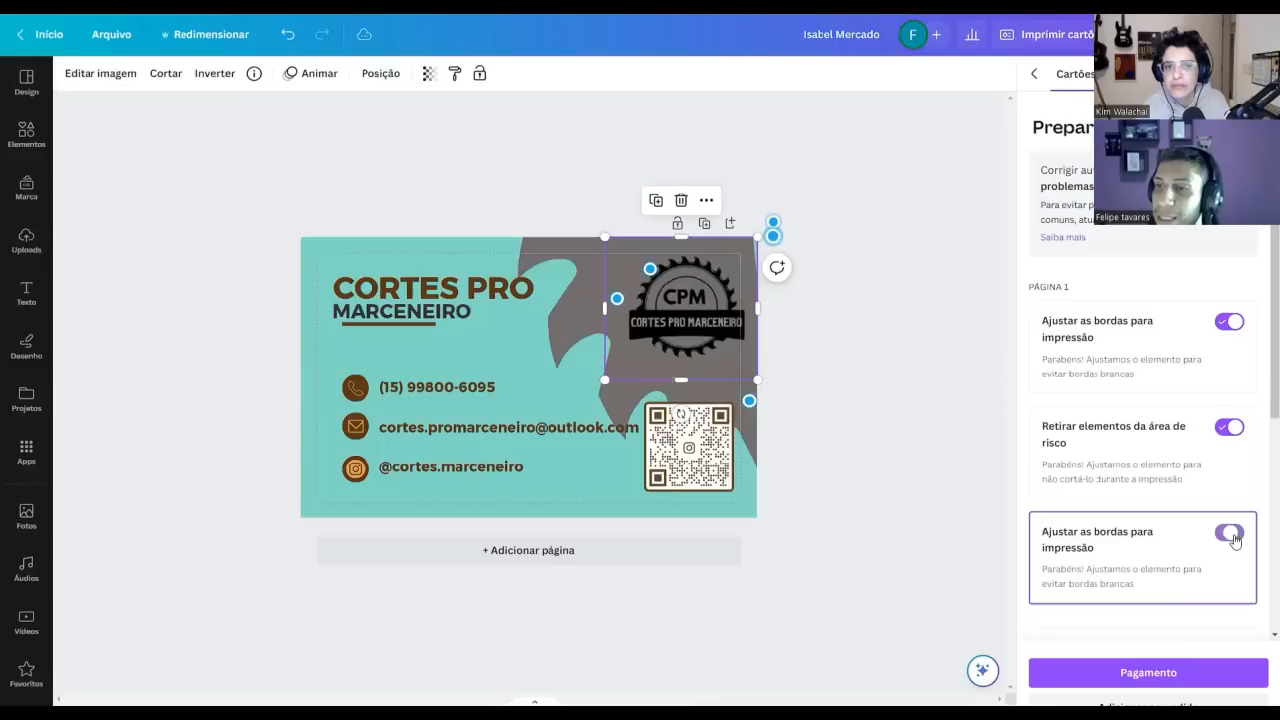 Início
Arquivo
Redimensionar
Isabel Mercado
F
+
Imprimir cartõ
Editar imagem
Cortar
Inverter
Animar
Posição
Cartões
Kim Walachai
Felipe tavares
Design
Elementos
Marca
Uploads
Texto
Desenho
Projetos
Apps
Fotos
Áudios
Vídeos
Favoritos
CORTES PRO
MARCENEIRO
(15) 99800-6095
cortes.promarceneiro@outlook.com
@cortes.marceneiro
CPM
CORTES PRO MARCENEIRO
+ Adicionar página
Prepar
Corrigir au
problemas
Para evitar p
comuns, atu
Saiba mais
PÁGINA 1
Ajustar as bordas para
impressão
Parabéns! Ajustamos o elemento para
evitar bordas brancas
Retirar elementos da área de
risco
Parabéns! Ajustamos o elemento para
não cortá-lo durante a impressão
Ajustar as bordas para
impressão
Parabéns! Ajustamos o elemento para
evitar bordas brancas
Pagamento